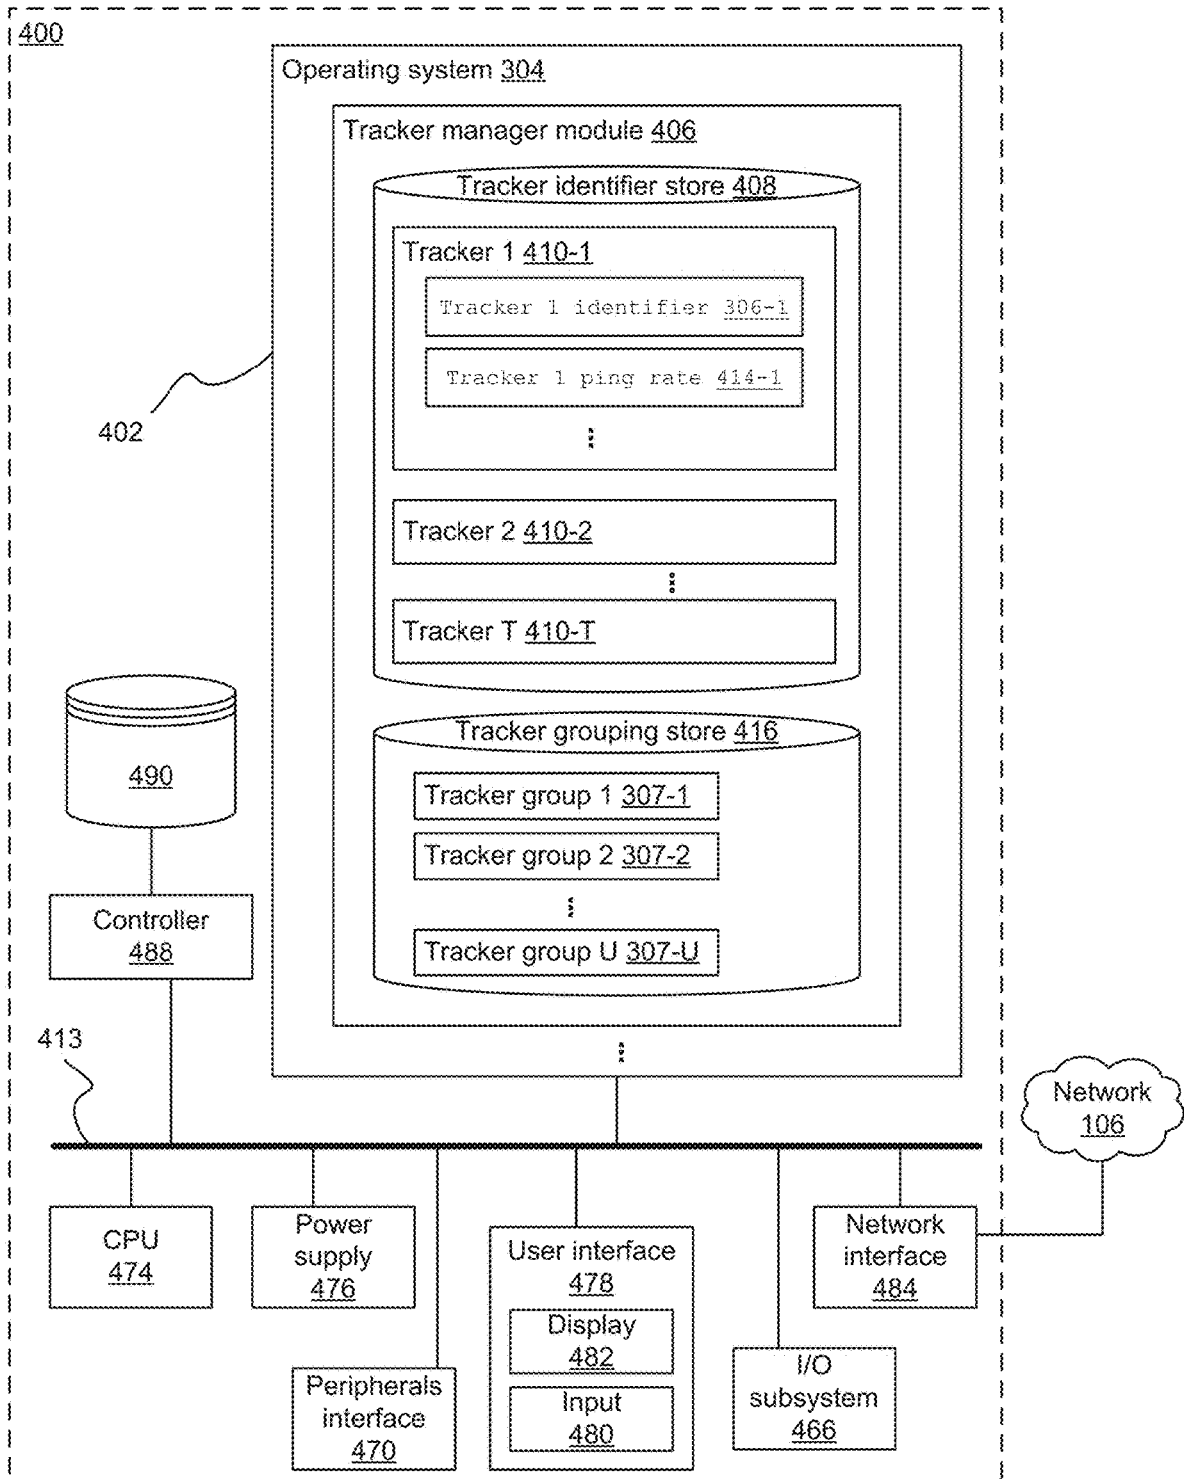 400
Operating system 304
Tracker manager module 406
Tracker identifier store 408
Tracker 1 410-1
Tracker 1 identifier 306-1
Tracker 1 ping rate 414-1
402
Tracker 2 410-2
Tracker T 410-T
490
Tracker grouping store 416
Tracker group 1 307-1
Tracker group 2 307-2
Tracker group U 307-U
Controller
488
413
Network
106
CPU
474
Power
supply
476
User interface
478
Display
482
Input
480
Network
interface
484
Peripherals
interface
470
I/O
subsystem
466